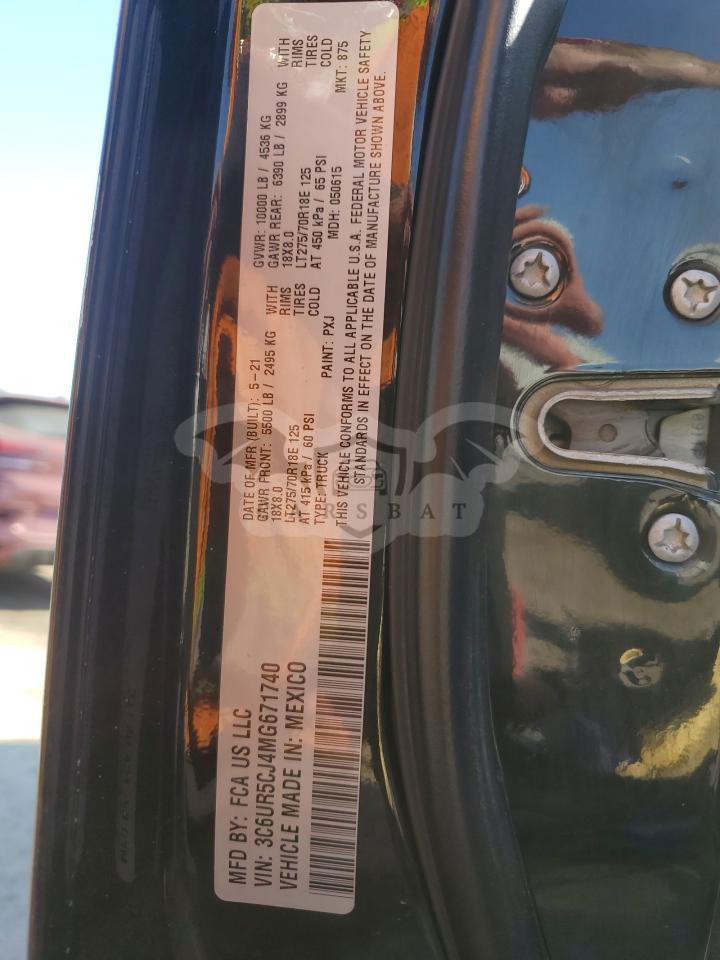 MFD BY: FCA US LLC
DATE OF MFR (BUILT): 5-21
GVWR: 10000 LB / 4536 KG
GAWR FRONT: 5500 LB / 2495 KG WITH
GAWR REAR: 6390 LB / 2899 KG WITH
18X8.0 RIMS
18X8.0 RIMS
LT275/70R18E 125 TIRES
LT275/70R18E 125 TIRES
AT 415 kPa / 60 PSI COLD
AT 450 kPa / 65 PSI COLD
VIN: 3C6UR5CJ4MG671740
TYPE: TRUCK
PAINT: PXJ
MDH: 050615
MKT: 875
VEHICLE MADE IN: MEXICO
THIS VEHICLE CONFORMS TO ALL APPLICABLE U.S.A. FEDERAL MOTOR VEHICLE SAFETY
STANDARDS IN EFFECT ON THE DATE OF MANUFACTURE SHOWN ABOVE.
RSBAT